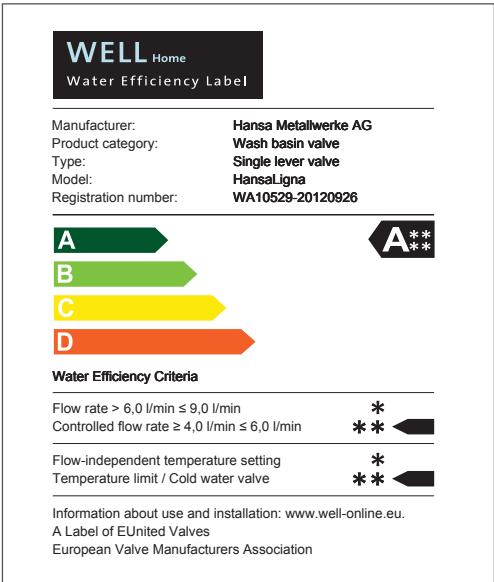 WELL Home
Water Efficiency Label
Manufacturer: Hansa Metallwerke AG
Product category: Wash basin valve
Type: Single lever valve
Model: HansaLigna
Registration number: WA10529-20120926
A A****
B
C
D
Water Efficiency Criteria
Flow rate > 6,0 l/min ≤ 9,0 l/min *
Controlled flow rate ≥ 4,0 l/min ≤ 6,0 l/min **
Flow-independent temperature setting *
Temperature limit / Cold water valve **
Information about use and installation: www.well-online.eu.
A Label of EUnited Valves
European Valve Manufacturers Association